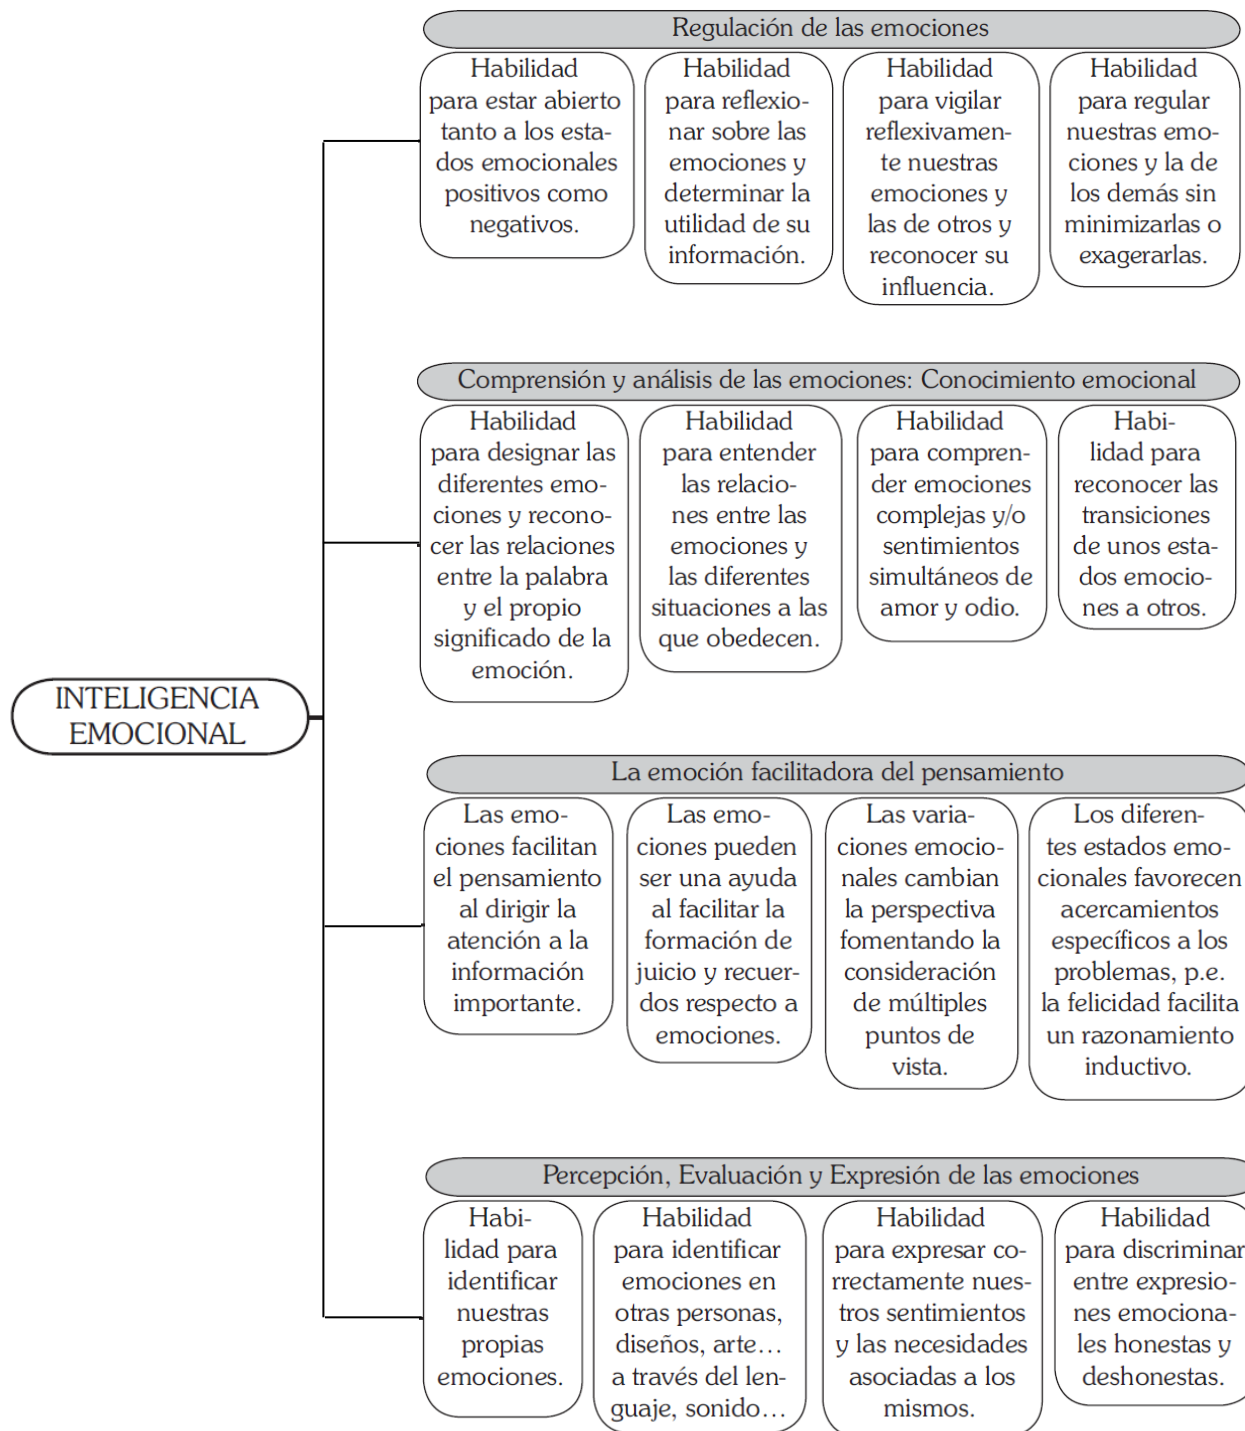 Regulación de las emociones
Habilidad
para estar abierto
tanto a los esta-
dos emocionales
positivos como
negativos.
Habilidad
para reflexio-
nar sobre las
emociones y
determinar la
utilidad de su
información.
Habilidad
para vigilar
reflexivamen-
te nuestras
emociones y
las de otros y
reconocer su
influencia.
Habilidad
para regular
nuestras emo-
ciones y la de
los demás sin
minimizarlas o
exagerarlas.
Comprensión y análisis de las emociones: Conocimiento emocional
Habilidad
para designar las
diferentes emo-
ciones y recono-
cer las relaciones
entre la palabra
y el propio
significado de la
emoción.
Habilidad
para entender
las relacio-
nes entre las
emociones y
las diferentes
situaciones a las
que obedecen.
Habilidad
para compren-
der emociones
complejas y/o
sentimientos
simultáneos de
amor y odio.
Habi-
lidad para
reconocer las
transiciones
de unos esta-
dos emocio-
nes a otros.
INTELIGENCIA
EMOCIONAL
La emoción facilitadora del pensamiento
Las emo-
ciones facilitan
el pensamiento
al dirigir la
atención a la
información
importante.
Las emo-
ciones pueden
ser una ayuda
al facilitar la
formación de
juicio y recuer-
dos respecto a
emociones.
Las varia-
ciones emocio-
nales cambian
la perspectiva
fomentando la
consideración
de múltiples
puntos de
vista.
Los diferen-
tes estados emo-
cionales favorecen
acercamientos
específicos a los
problemas, p.e.
la felicidad facilita
un razonamiento
inductivo.
Percepción, Evaluación y Expresión de las emociones
Habi-
lidad para
identificar
nuestras
propias
emociones.
Habilidad
para identificar
emociones en
otras personas,
diseños, arte…
a través del len-
guaje, sonido…
Habilidad
para expresar co-
rrectamente nues-
tros sentimientos
y las necesidades
asociadas a los
mismos.
Habilidad
para discriminar
entre expresio-
nes emociona-
les honestas y
deshonestas.